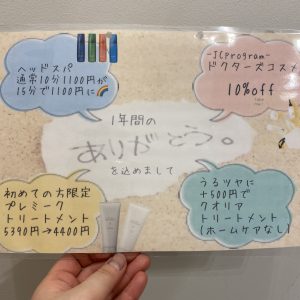 ヘッドスパ
通常10分1100円が
15分で1100円に
-JCprogram-
ドクターズコスメ
10%off
1年間の
ありがとう。
を込めまして
初めての方限定
プレミーク
トリートメント
5390円→4400円
うるツヤに
+500円で
クオリア
トリートメント
(ホームケアなし)